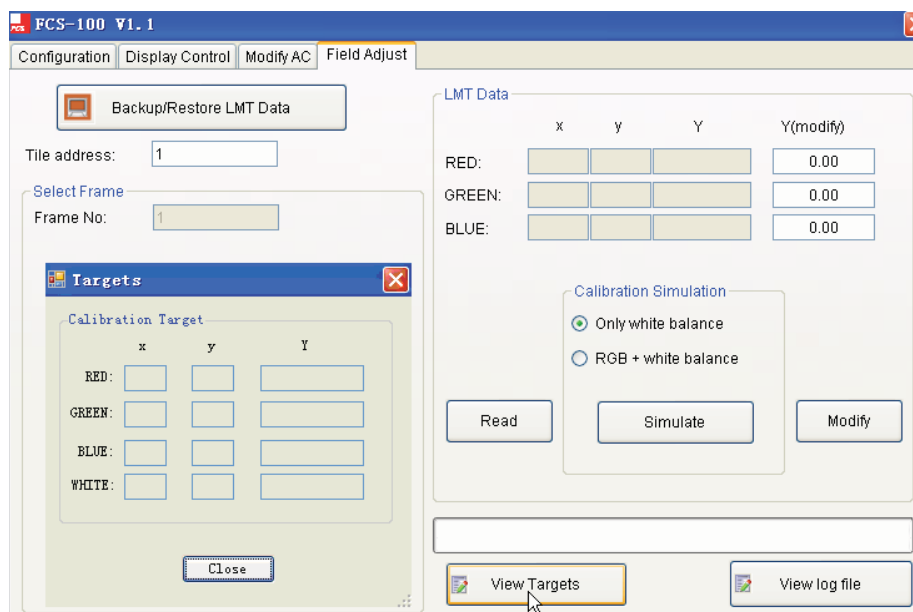 FCS FCS-100 V1.1
Configuration Display Control Modify AC Field Adjust
Backup/Restore LMT Data
Tile address: 1
Select Frame
Frame No: 1
Targets
Calibration Target
x y Y
RED:
GREEN:
BLUE:
WHITE:
Close
LMT Data
x y Y Y(modify)
RED: 0.00
GREEN: 0.00
BLUE: 0.00
Calibration Simulation
Only white balance
RGB + white balance
Read Simulate Modify
View Targets View log file